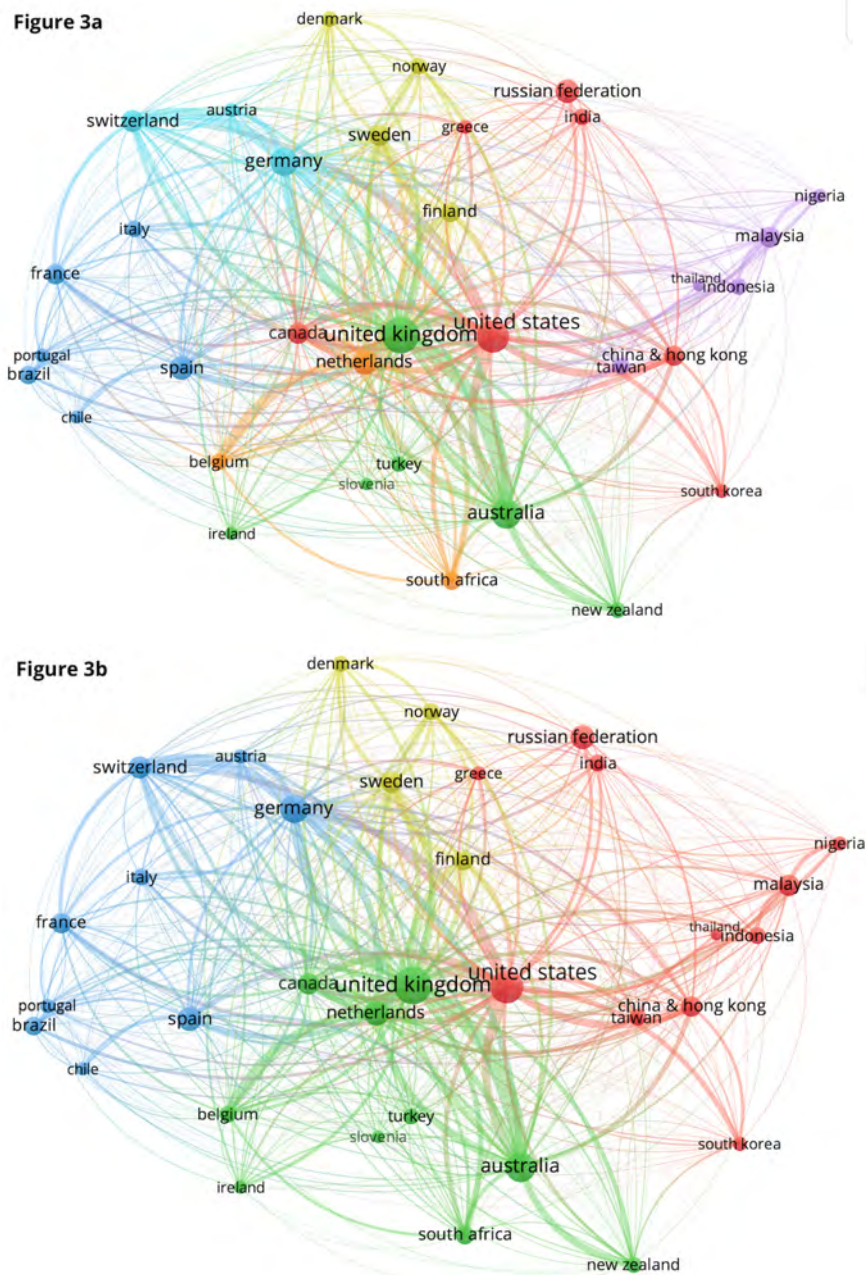 Figure 3a
denmark
norway
russian federation
switzerland
austria
india
greece
sweden
germany
nigeria
finland
italy
malaysia
france
thailand
indonesia
canada
united kingdom
united states
portugal
brazil
spain
netherlands
china & hong kong
taiwan
chile
belgium
turkey
slovenia
south korea
australia
ireland
south africa
new zealand
Figure 3b
denmark
norway
russian federation
switzerland
austria
india
greece
sweden
germany
nigeria
finland
italy
malaysia
france
thailand
indonesia
canada
united kingdom
united states
portugal
brazil
spain
netherlands
china & hong kong
taiwan
chile
belgium
turkey
slovenia
south korea
australia
ireland
south africa
new zealand